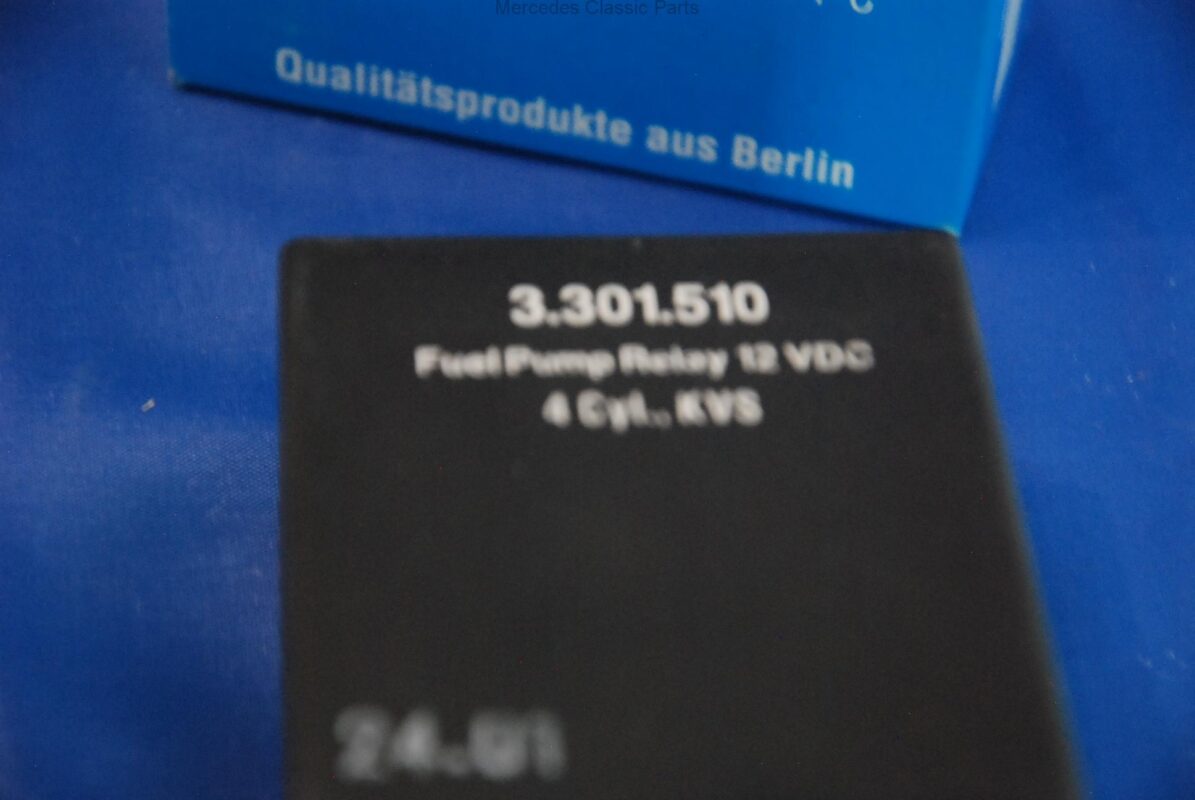 Mercedes Classic Parts
Qualitätsprodukte aus Berlin
3.301.510
Fuel Pump Relay 12 VDC
4 Cyl., KVS
24.01